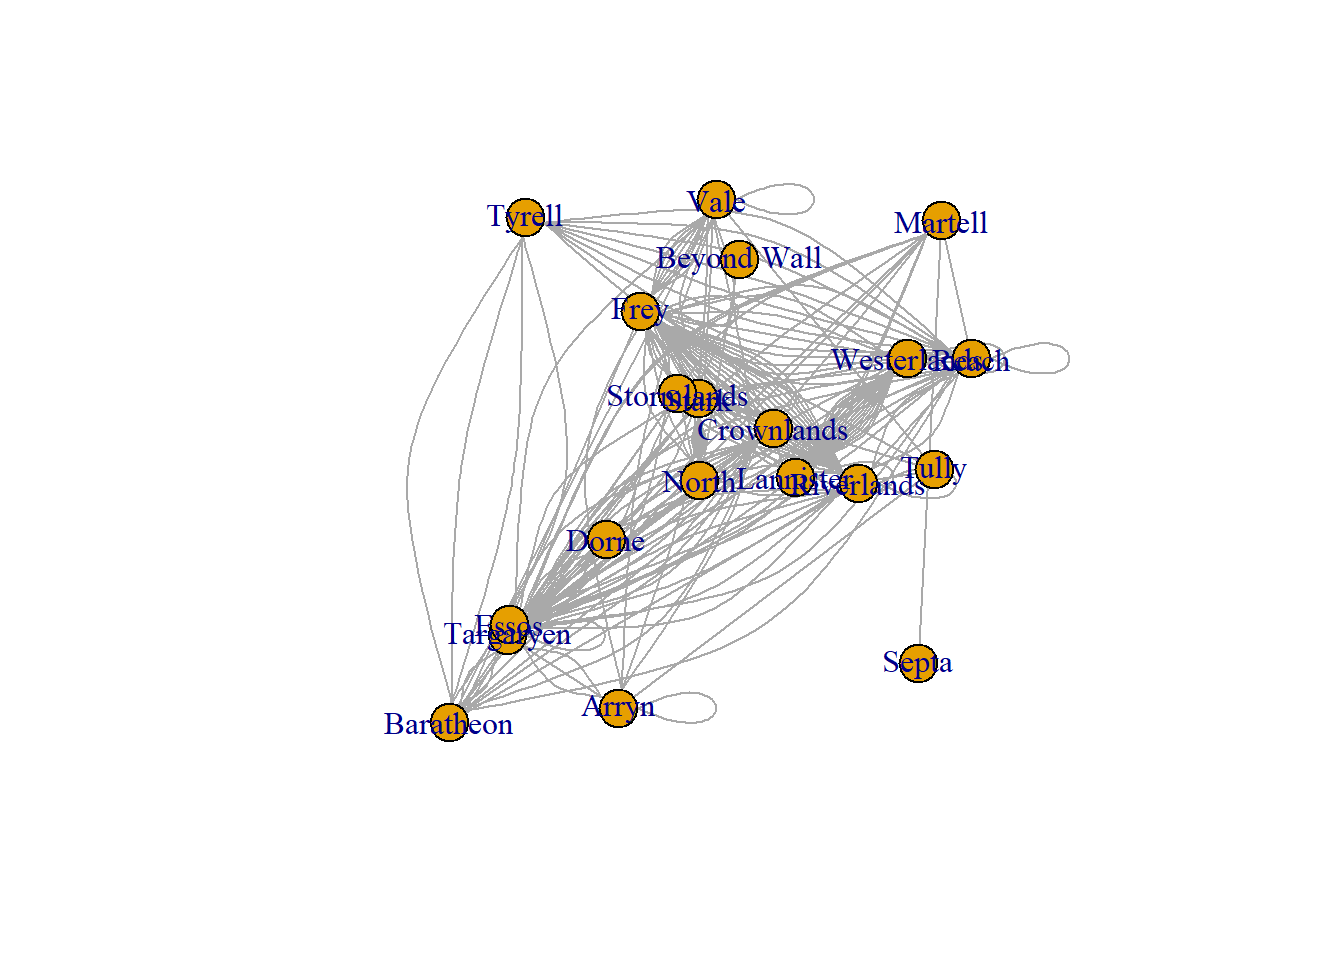 Vale
Tyrell
Martell
Beyond Wall
Frey
Westerlands
Reach
Stormlands
Stark
Crownlands
Tully
North
Lannister
Riverlands
Dorne
Essos
Targaryen
Septa
Arryn
Baratheon